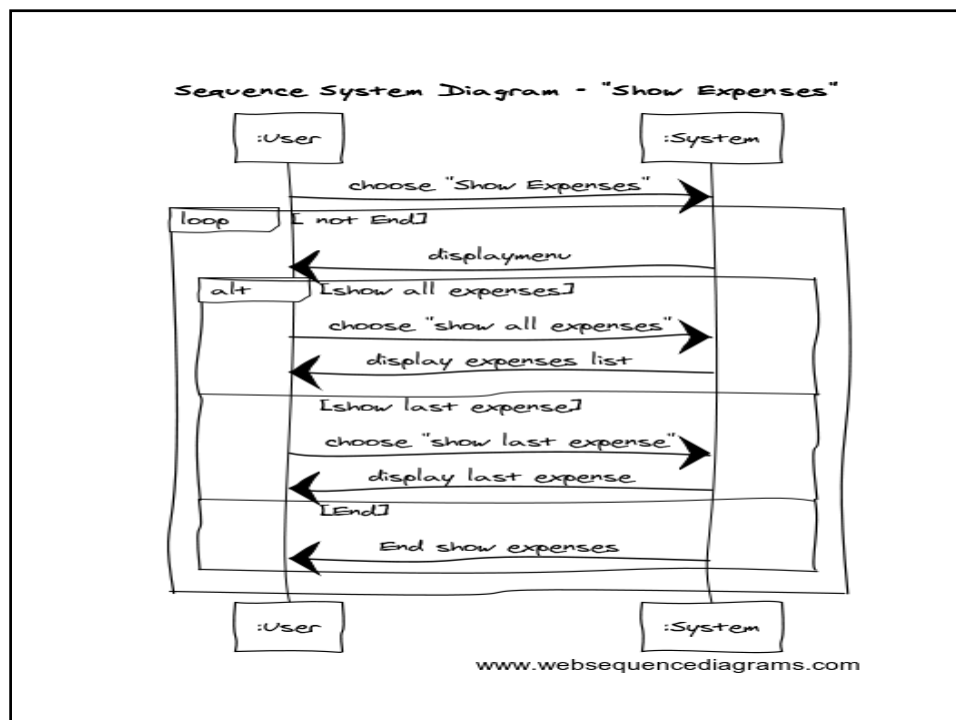 Sequence System Diagram - "Show Expenses"
:User :System
choose "Show Expenses"
loop [ not End]
displaymenu
alt [show all expenses]
choose "show all expenses"
display expenses list
[show last expense]
choose "show last expense"
display last expense
[End]
End show expenses
:User :System
www.websequencediagrams.com